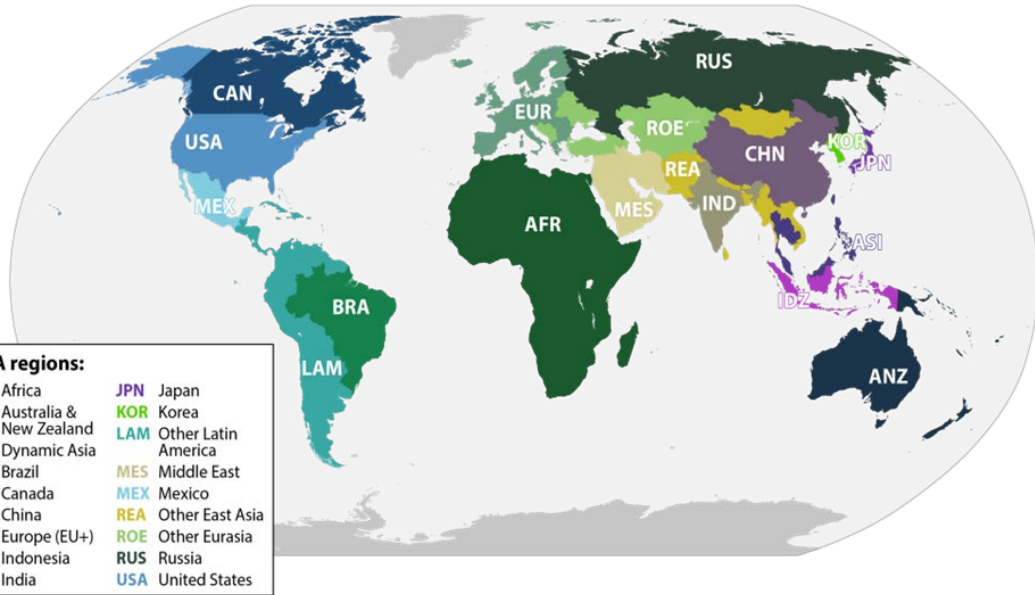 CAN
USA
MEX
BRA
LAM
EUR
RUS
ROE
KOR
JPN
CHN
REA
IND
MES
AFR
ASI
IDZ
ANZ
A regions:
Africa
Australia &
New Zealand
Dynamic Asia
Brazil
Canada
China
Europe (EU+)
Indonesia
India
JPN Japan
KOR Korea
LAM Other Latin
America
MES Middle East
MEX Mexico
REA Other East Asia
ROE Other Eurasia
RUS Russia
USA United States